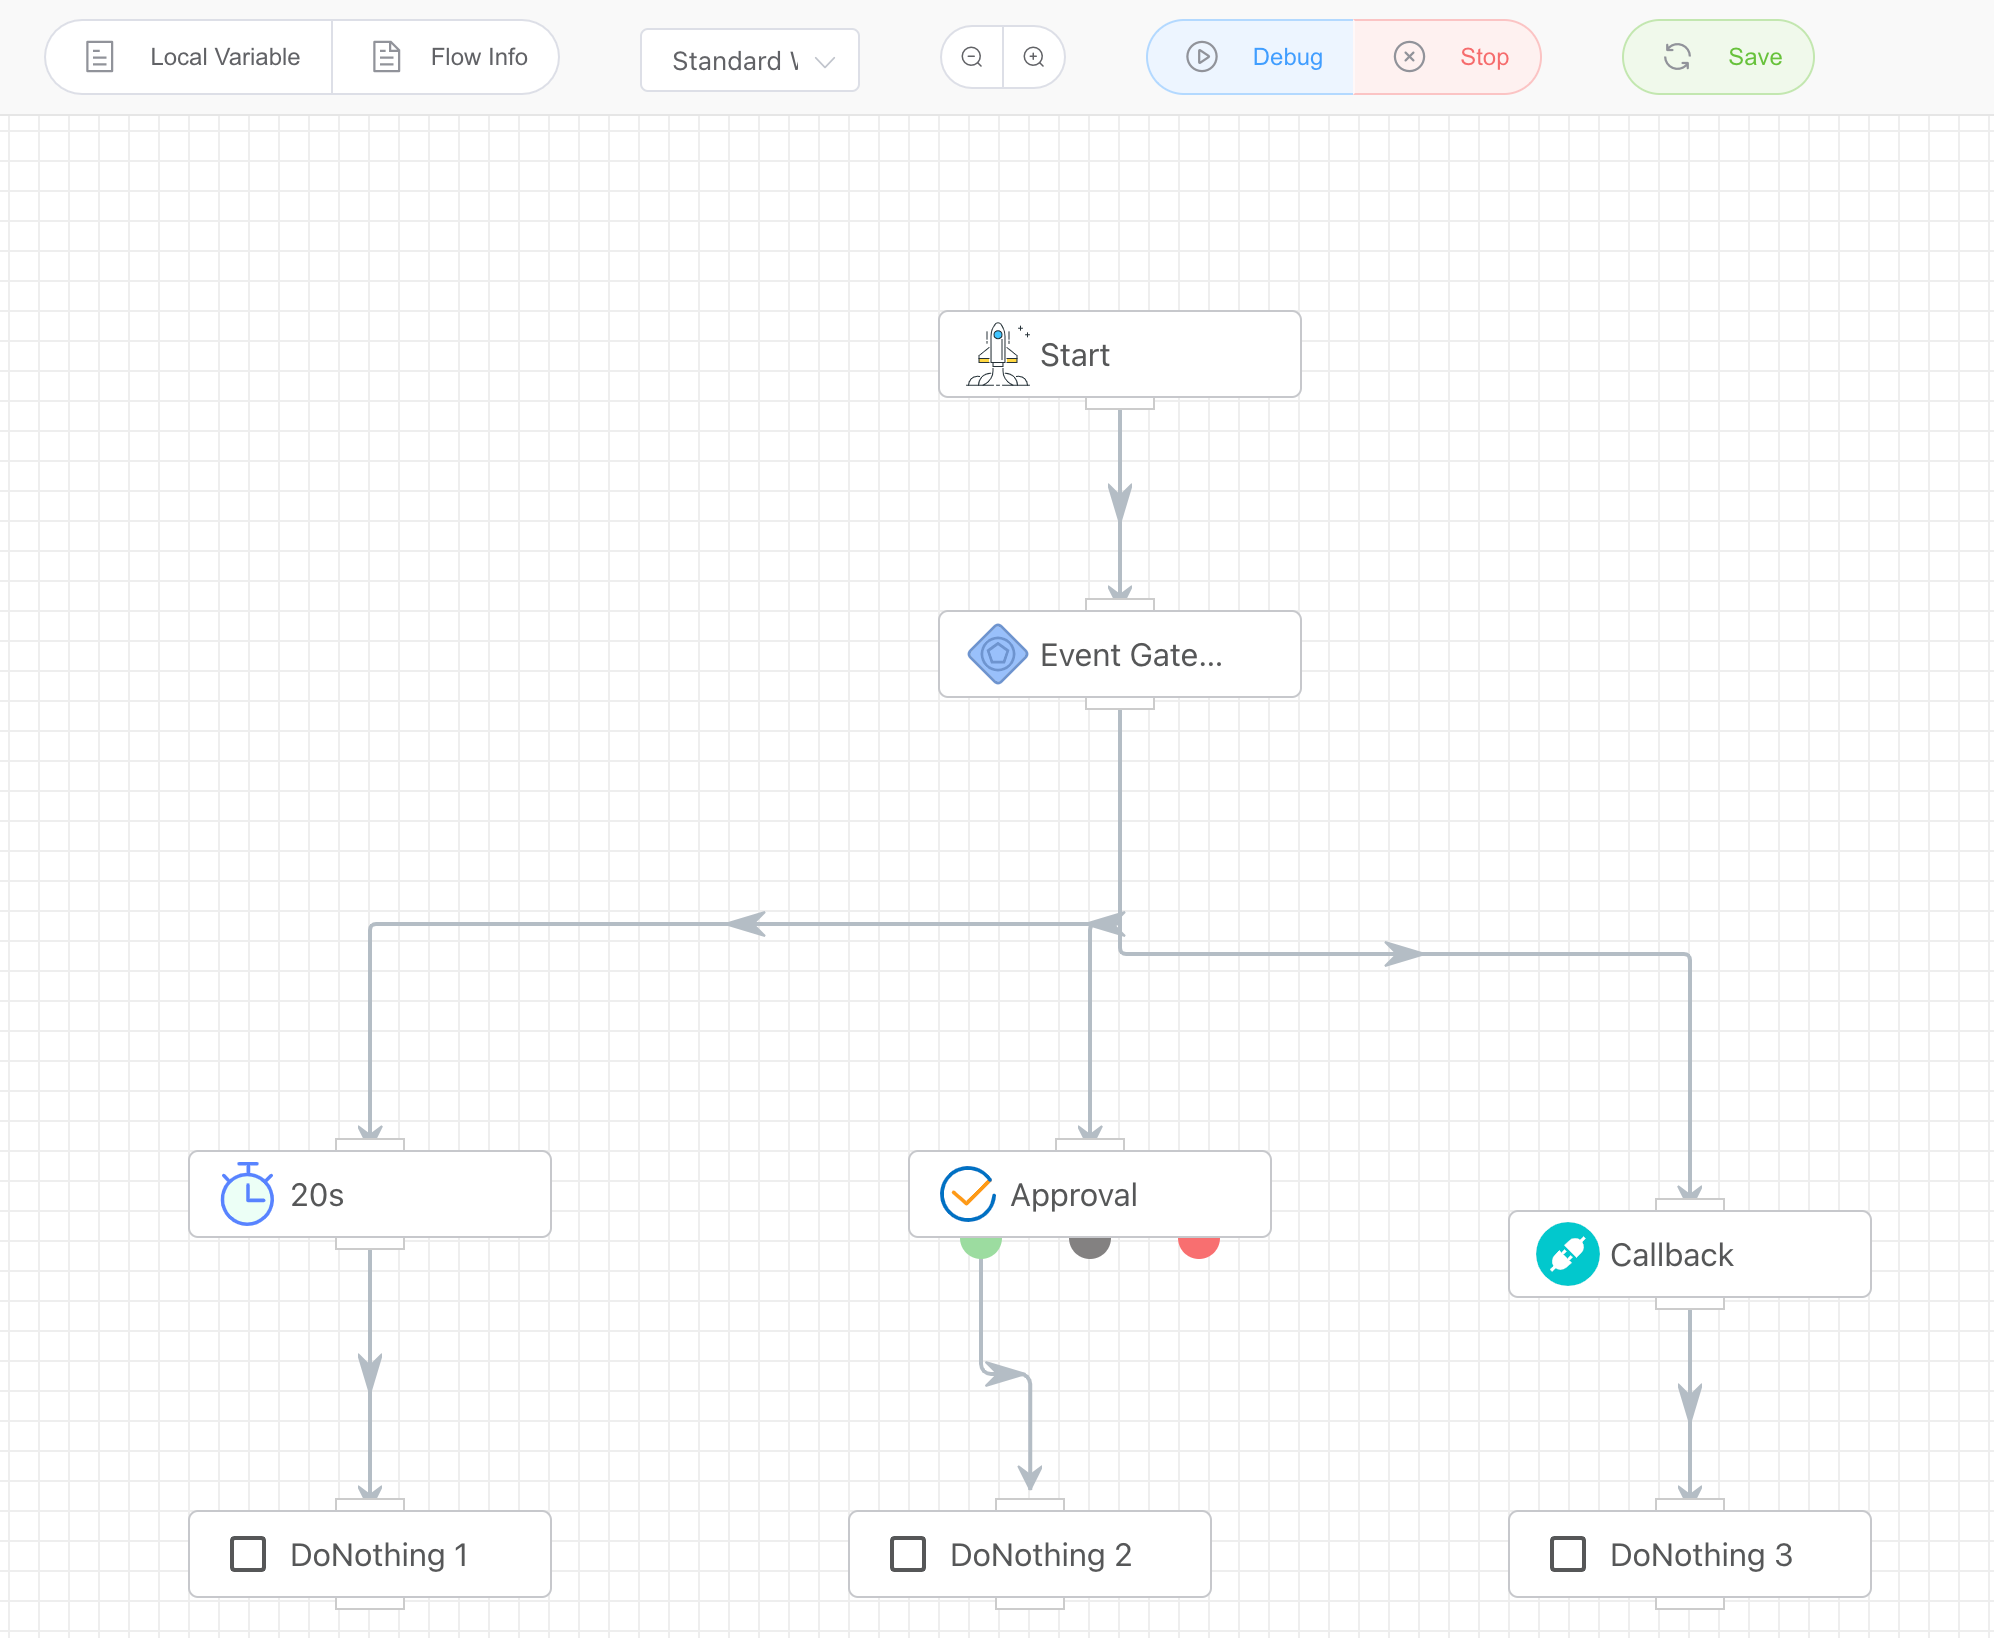 Local Variable
Flow Info
Standard
Debug
Stop
Save
Start
Event Gate...
20s
Approval
Callback
DoNothing 1
DoNothing 2
DoNothing 3